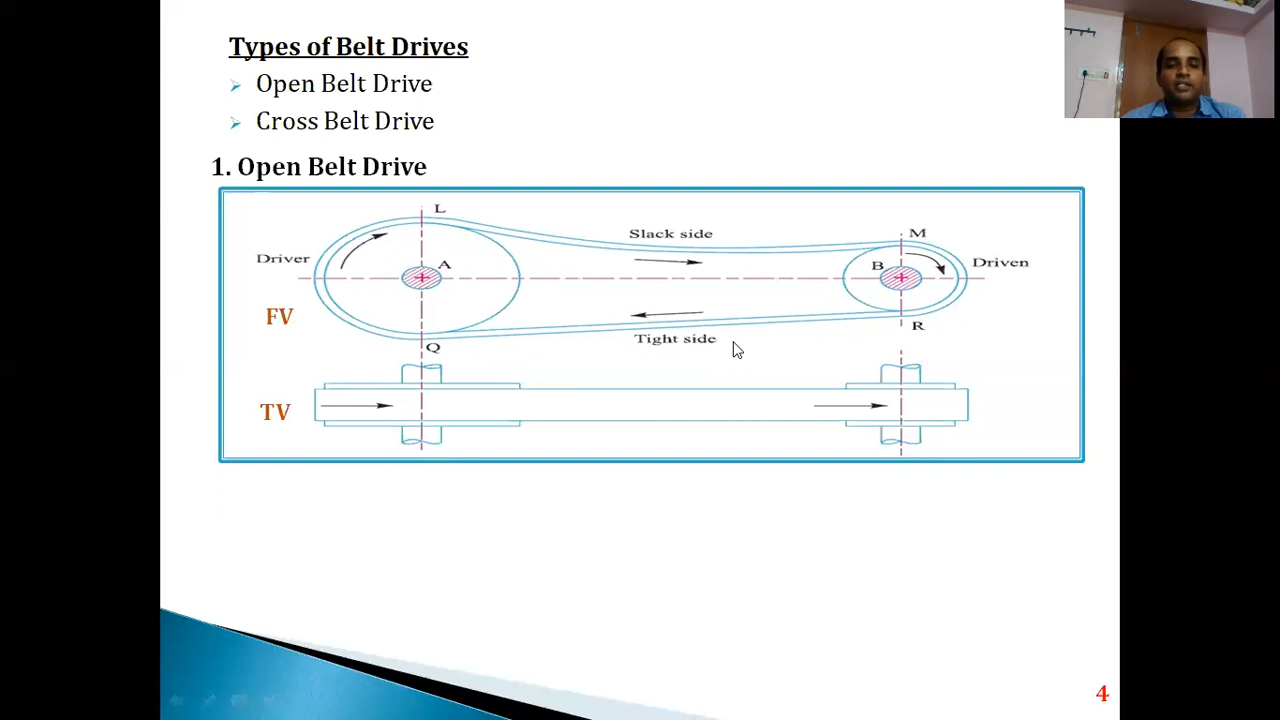 Types of Belt Drives
Open Belt Drive
Cross Belt Drive
1. Open Belt Drive
L
Slack side
M
Driver
A
B
Driven
FV
R
Tight side
Q
TV
4